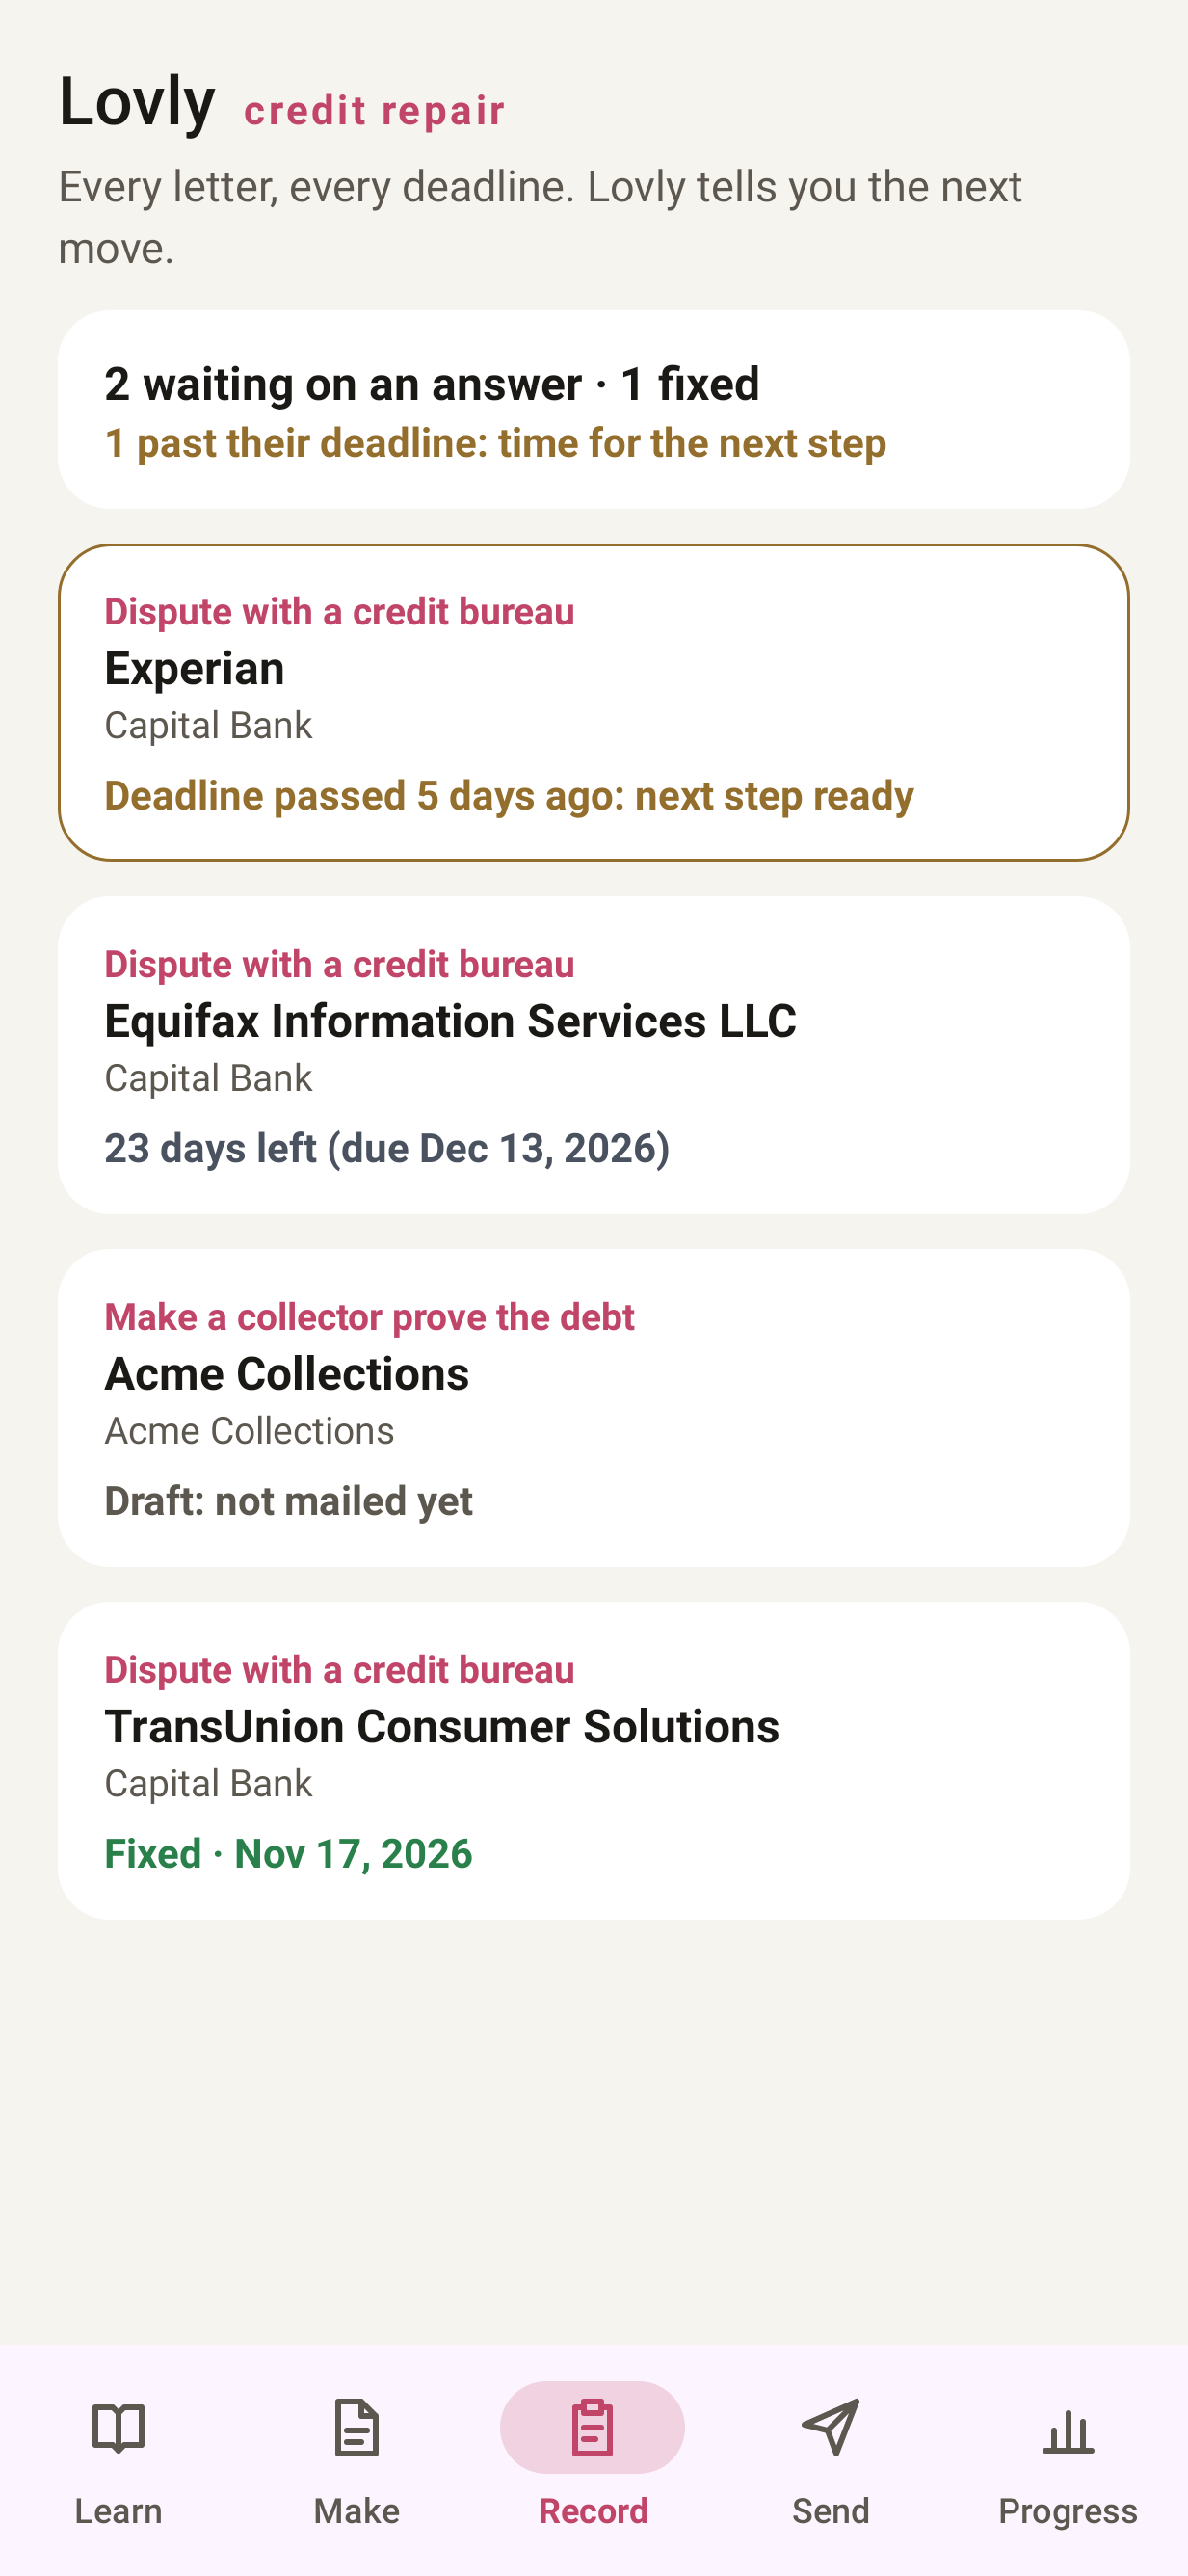 Lovly credit repair
Every letter, every deadline. Lovly tells you the next
move.
2 waiting on an answer · 1 fixed
1 past their deadline: time for the next step
Dispute with a credit bureau
Experian
Capital Bank
Deadline passed 5 days ago: next step ready
Dispute with a credit bureau
Equifax Information Services LLC
Capital Bank
23 days left (due Dec 13, 2026)
Make a collector prove the debt
Acme Collections
Acme Collections
Draft: not mailed yet
Dispute with a credit bureau
TransUnion Consumer Solutions
Capital Bank
Fixed · Nov 17, 2026
Learn Make Record Send Progress